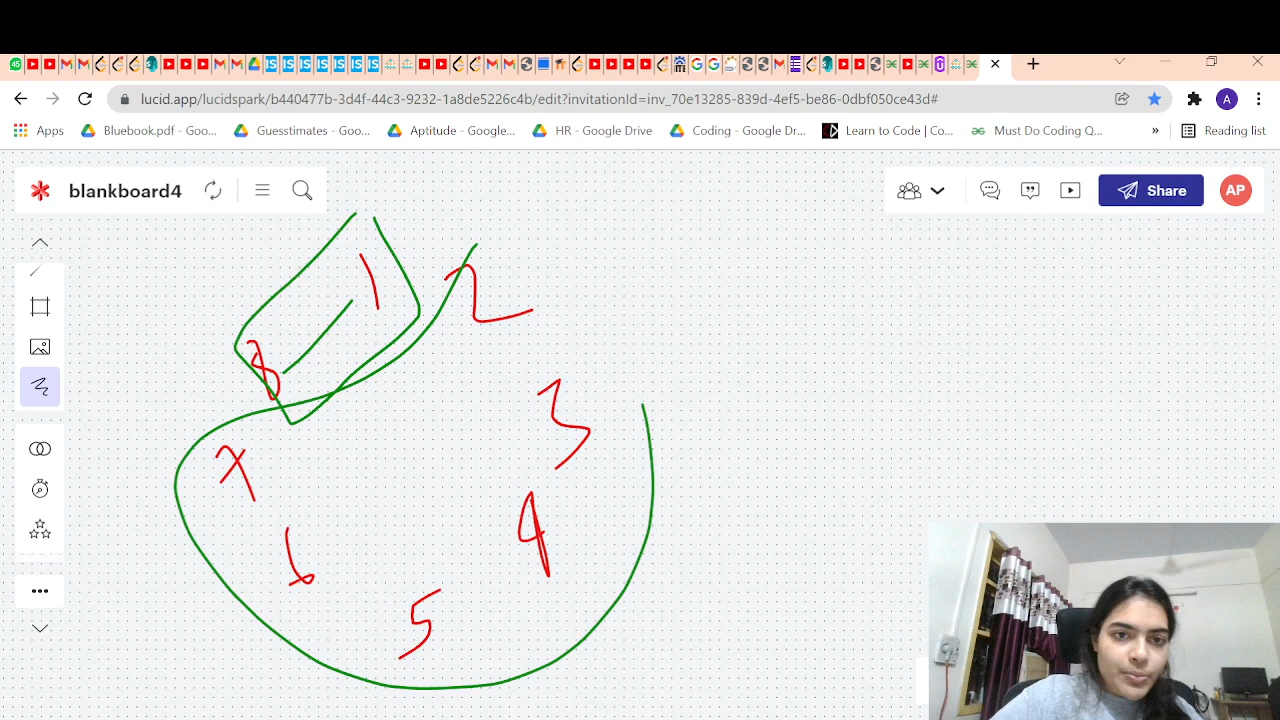 45
lucid.app/lucidspark/b440477b-3d4f-44c3-9232-1a8de5226c4b/edit?invitationId=inv_70e13285-839d-4ef5-be86-0dbf050ce43d#
A
Apps Bluebook.pdf - Goo... Guesstimates - Goo... Aptitude - Google... HR - Google Drive Coding - Google Dr... Learn to Code | Co... Must Do Coding Q... » Reading list
blankboard4 Share AP
1
2
8
3
7
4
6
5